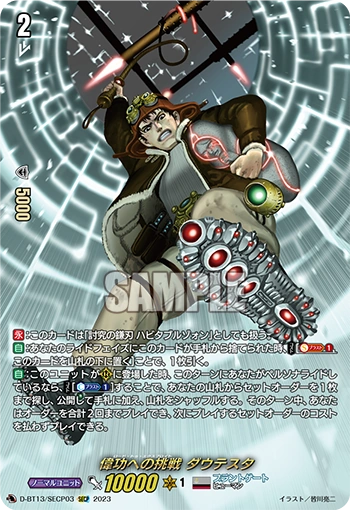 2
5000
SAMPLE
永:このカードは「討究の鎌刃 ハビタブルゾォン」としても扱う。
自:あなたのライドフェイズにこのカードが手札から捨てられた時、【ブラスト1、
このカードを山札の下に置く】ことで、1枚引く。
自:このユニットがVに登場した時、このターンにあなたがペルソナライド
しているなら、【ブラスト1】することで、あなたの山札からセットオーダーを1枚
まで探し、公開して手札に加え、山札をシャッフルする。そのターン中、あなた
はオーダーを合計2回までプレイでき、次にプレイするセットオーダーのコスト
を払わずプレイできる。
偉功への挑戦 ダウテスタ
ノーマルユニット
10000
1
ブラントゲート
ヒューマン
D-BT13/SECP03 SECP 2023
イラスト/皆川亮二